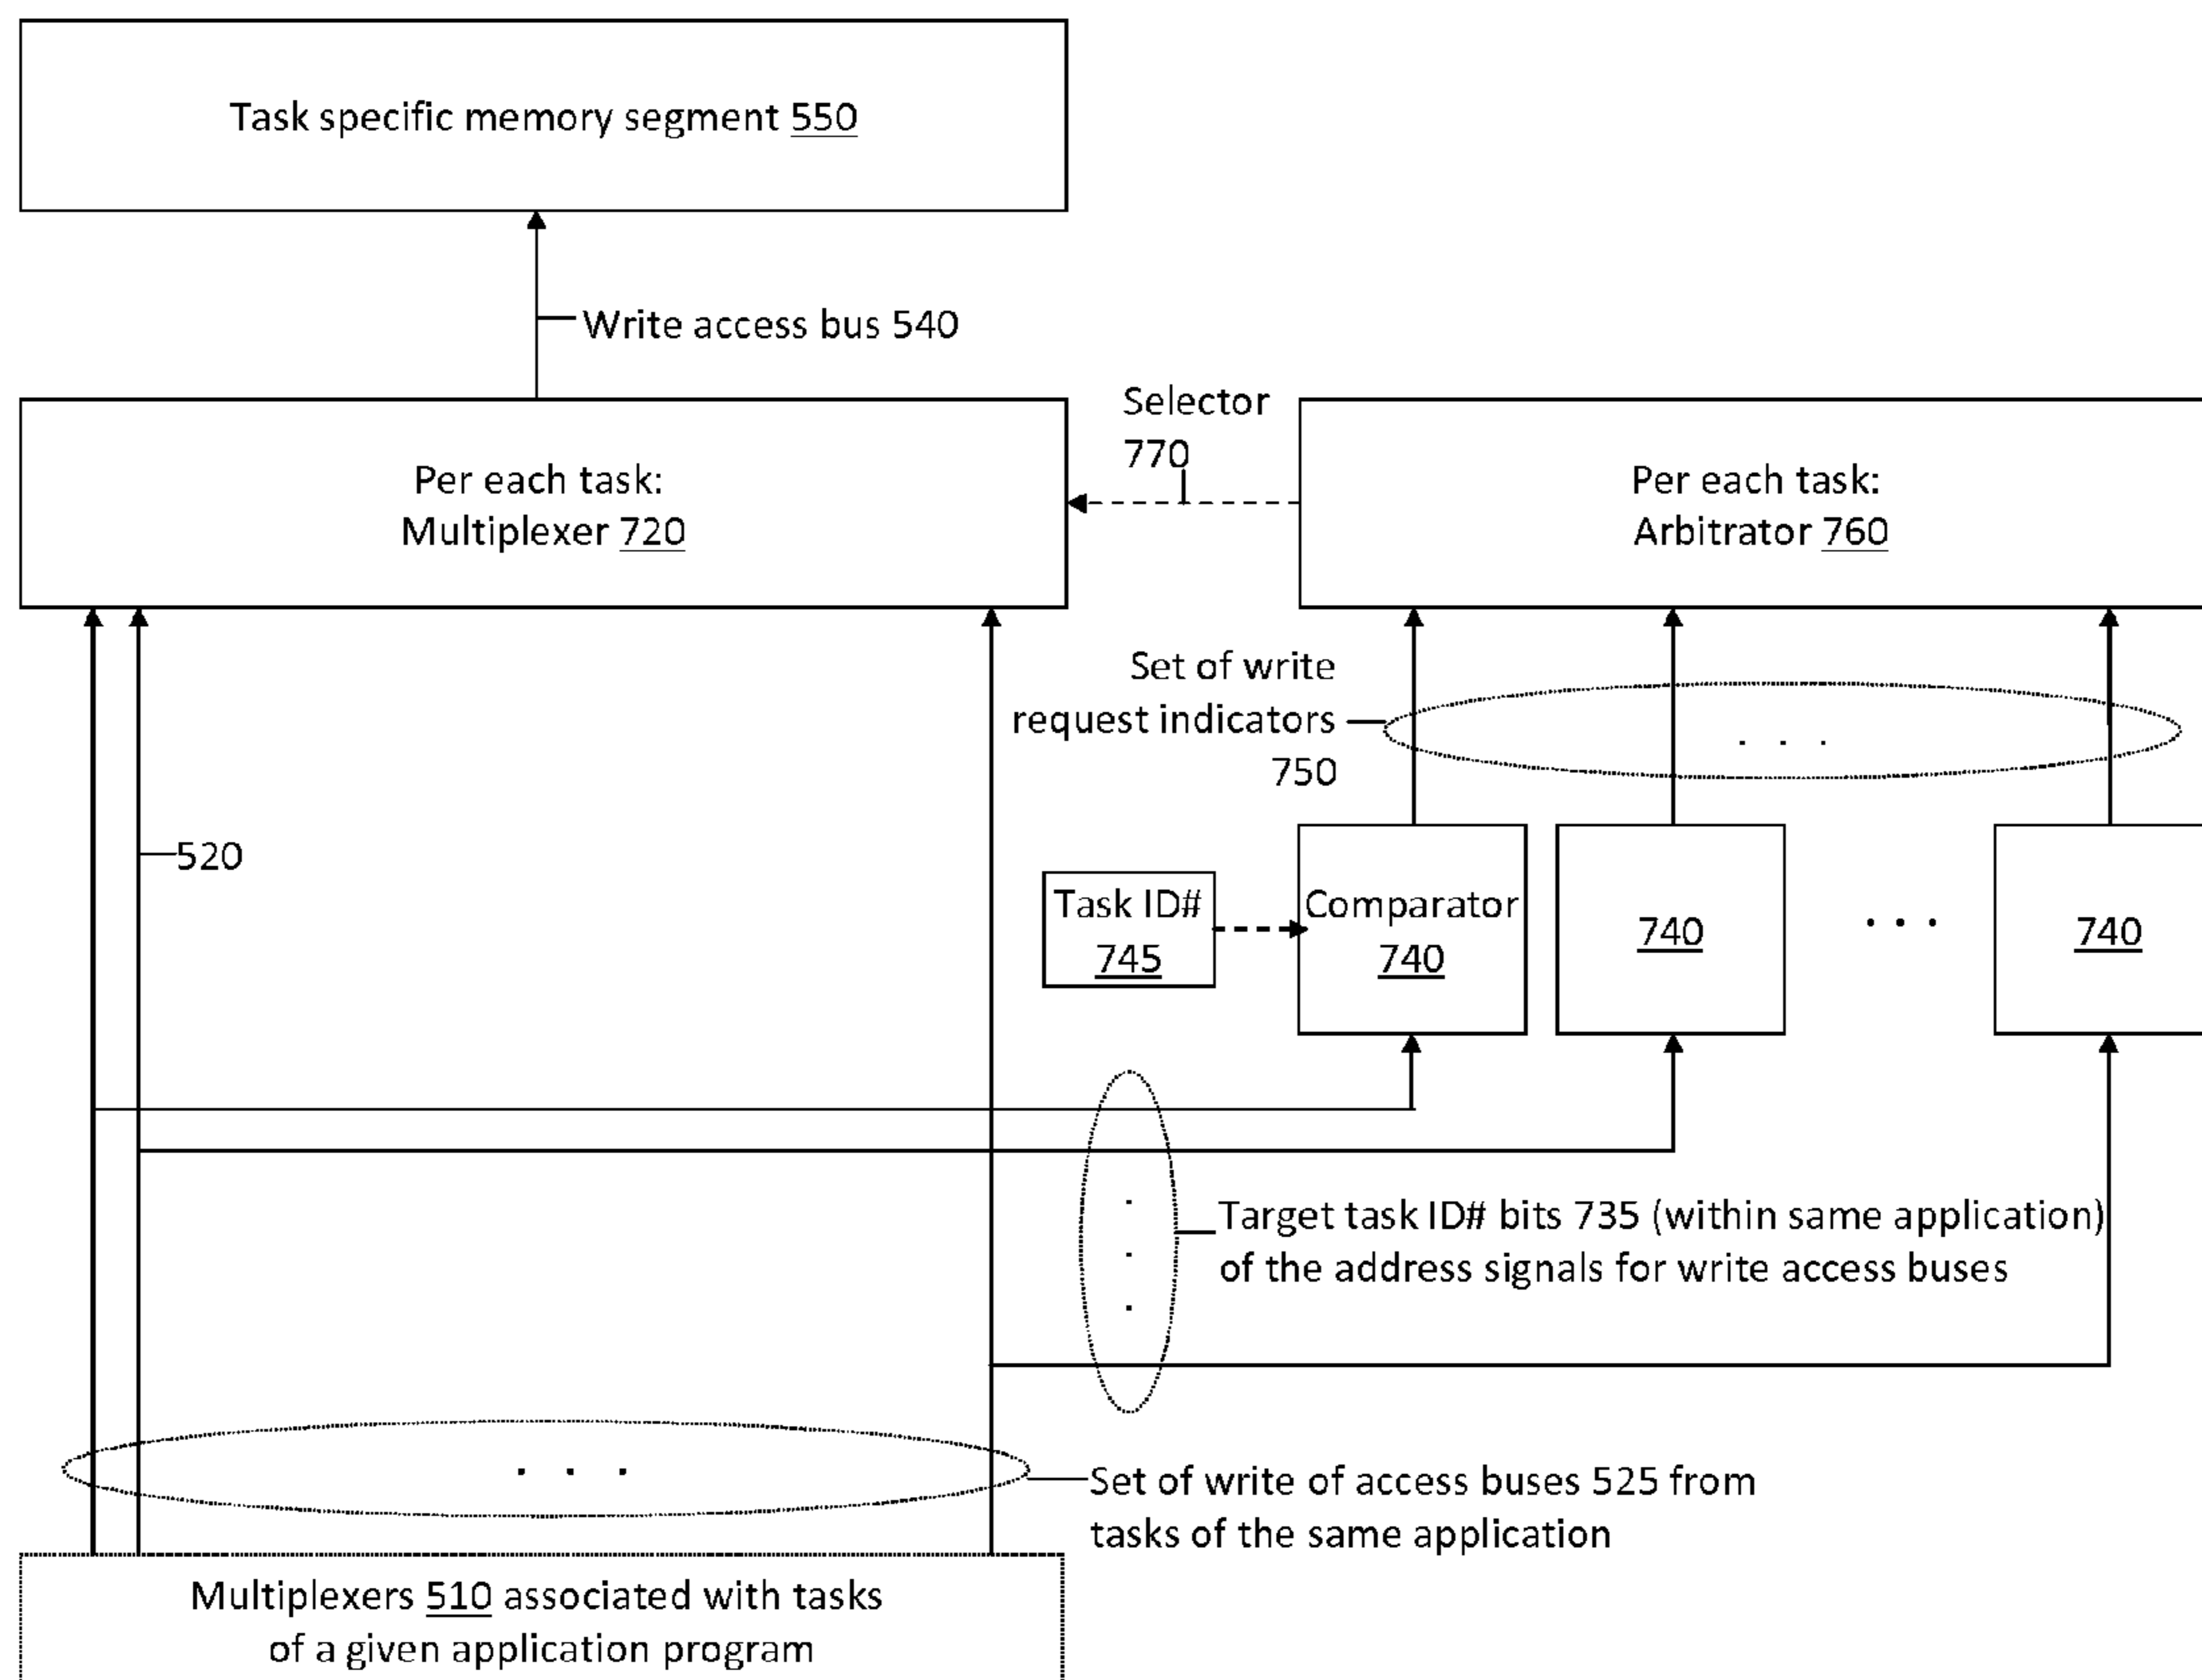 Task specific memory segment 550
Write access bus 540
Selector
770
Per each task:
Multiplexer 720
Per each task:
Arbitrator 760
Set of write
request indicators
750
. . .
520
Task ID#
745
Comparator
740
740
. . .
740
.
.
.
Target task ID# bits 735 (within same application)
of the address signals for write access buses
. . .
Set of write of access buses 525 from
tasks of the same application
Multiplexers 510 associated with tasks
of a given application program